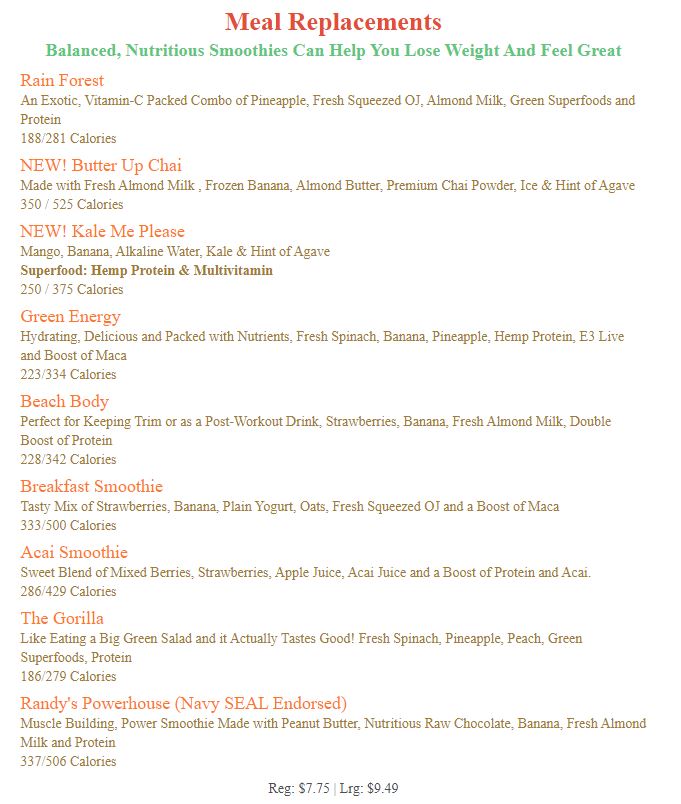 Meal Replacements
Balanced, Nutritious Smoothies Can Help You Lose Weight And Feel Great
Rain Forest
An Exotic, Vitamin-C Packed Combo of Pineapple, Fresh Squeezed OJ, Almond Milk, Green Superfoods and
Protein
188/281 Calories
NEW! Butter Up Chai
Made with Fresh Almond Milk , Frozen Banana, Almond Butter, Premium Chai Powder, Ice & Hint of Agave
350 / 525 Calories
NEW! Kale Me Please
Mango, Banana, Alkaline Water, Kale & Hint of Agave
Superfood: Hemp Protein & Multivitamin
250 / 375 Calories
Green Energy
Hydrating, Delicious and Packed with Nutrients, Fresh Spinach, Banana, Pineapple, Hemp Protein, E3 Live
and Boost of Maca
223/334 Calories
Beach Body
Perfect for Keeping Trim or as a Post-Workout Drink, Strawberries, Banana, Fresh Almond Milk, Double
Boost of Protein
228/342 Calories
Breakfast Smoothie
Tasty Mix of Strawberries, Banana, Plain Yogurt, Oats, Fresh Squeezed OJ and a Boost of Maca
333/500 Calories
Acai Smoothie
Sweet Blend of Mixed Berries, Strawberries, Apple Juice, Acai Juice and a Boost of Protein and Acai.
286/429 Calories
The Gorilla
Like Eating a Big Green Salad and it Actually Tastes Good! Fresh Spinach, Pineapple, Peach, Green
Superfoods, Protein
186/279 Calories
Randy's Powerhouse (Navy SEAL Endorsed)
Muscle Building, Power Smoothie Made with Peanut Butter, Nutritious Raw Chocolate, Banana, Fresh Almond
Milk and Protein
337/506 Calories
Reg: $7.75 | Lrg: $9.49